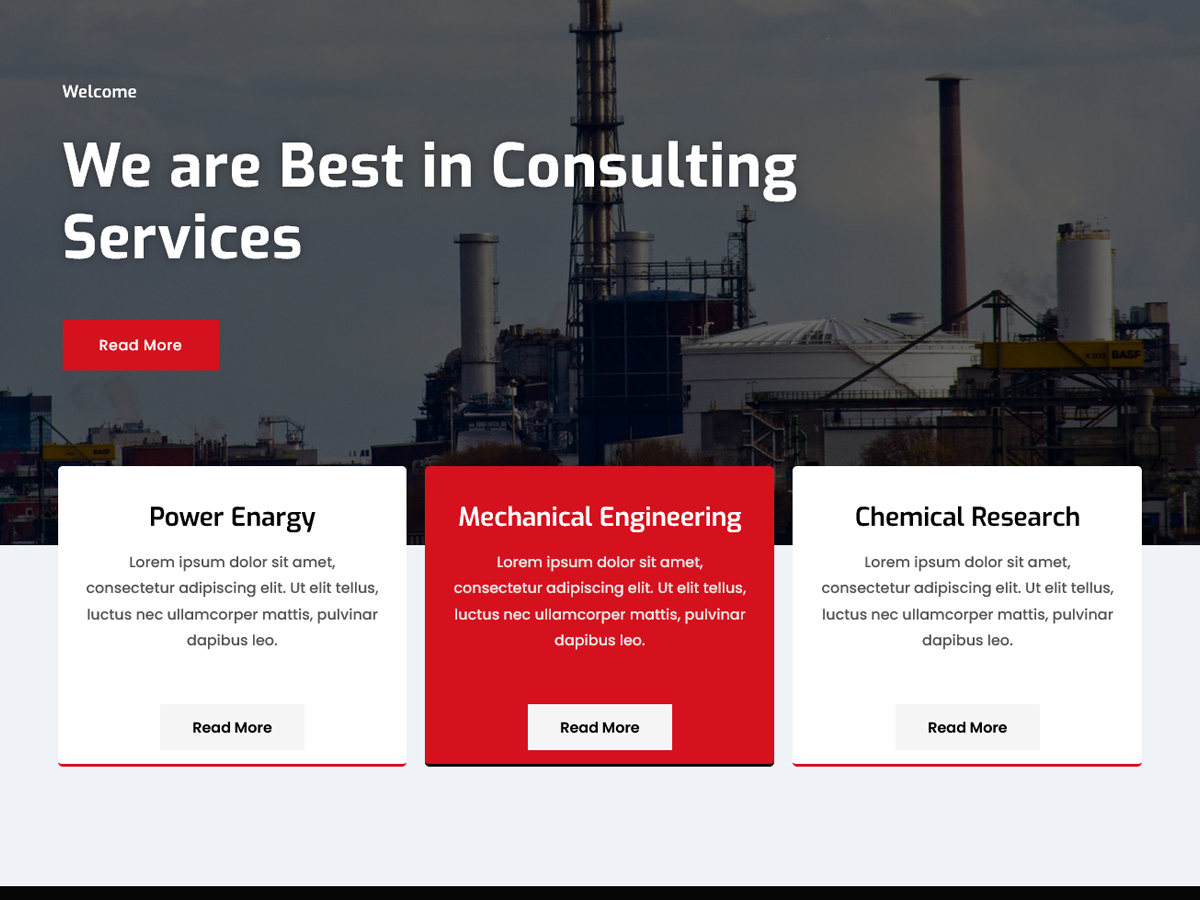 Welcome
We are Best in Consulting
Services
Read More
K 202 BASF
BASF
Power Enargy
Lorem ipsum dolor sit amet,
consectetur adipiscing elit. Ut elit tellus,
luctus nec ullamcorper mattis, pulvinar
dapibus leo.
Read More
Mechanical Engineering
Lorem ipsum dolor sit amet,
consectetur adipiscing elit. Ut elit tellus,
luctus nec ullamcorper mattis, pulvinar
dapibus leo.
Read More
Chemical Research
Lorem ipsum dolor sit amet,
consectetur adipiscing elit. Ut elit tellus,
luctus nec ullamcorper mattis, pulvinar
dapibus leo.
Read More